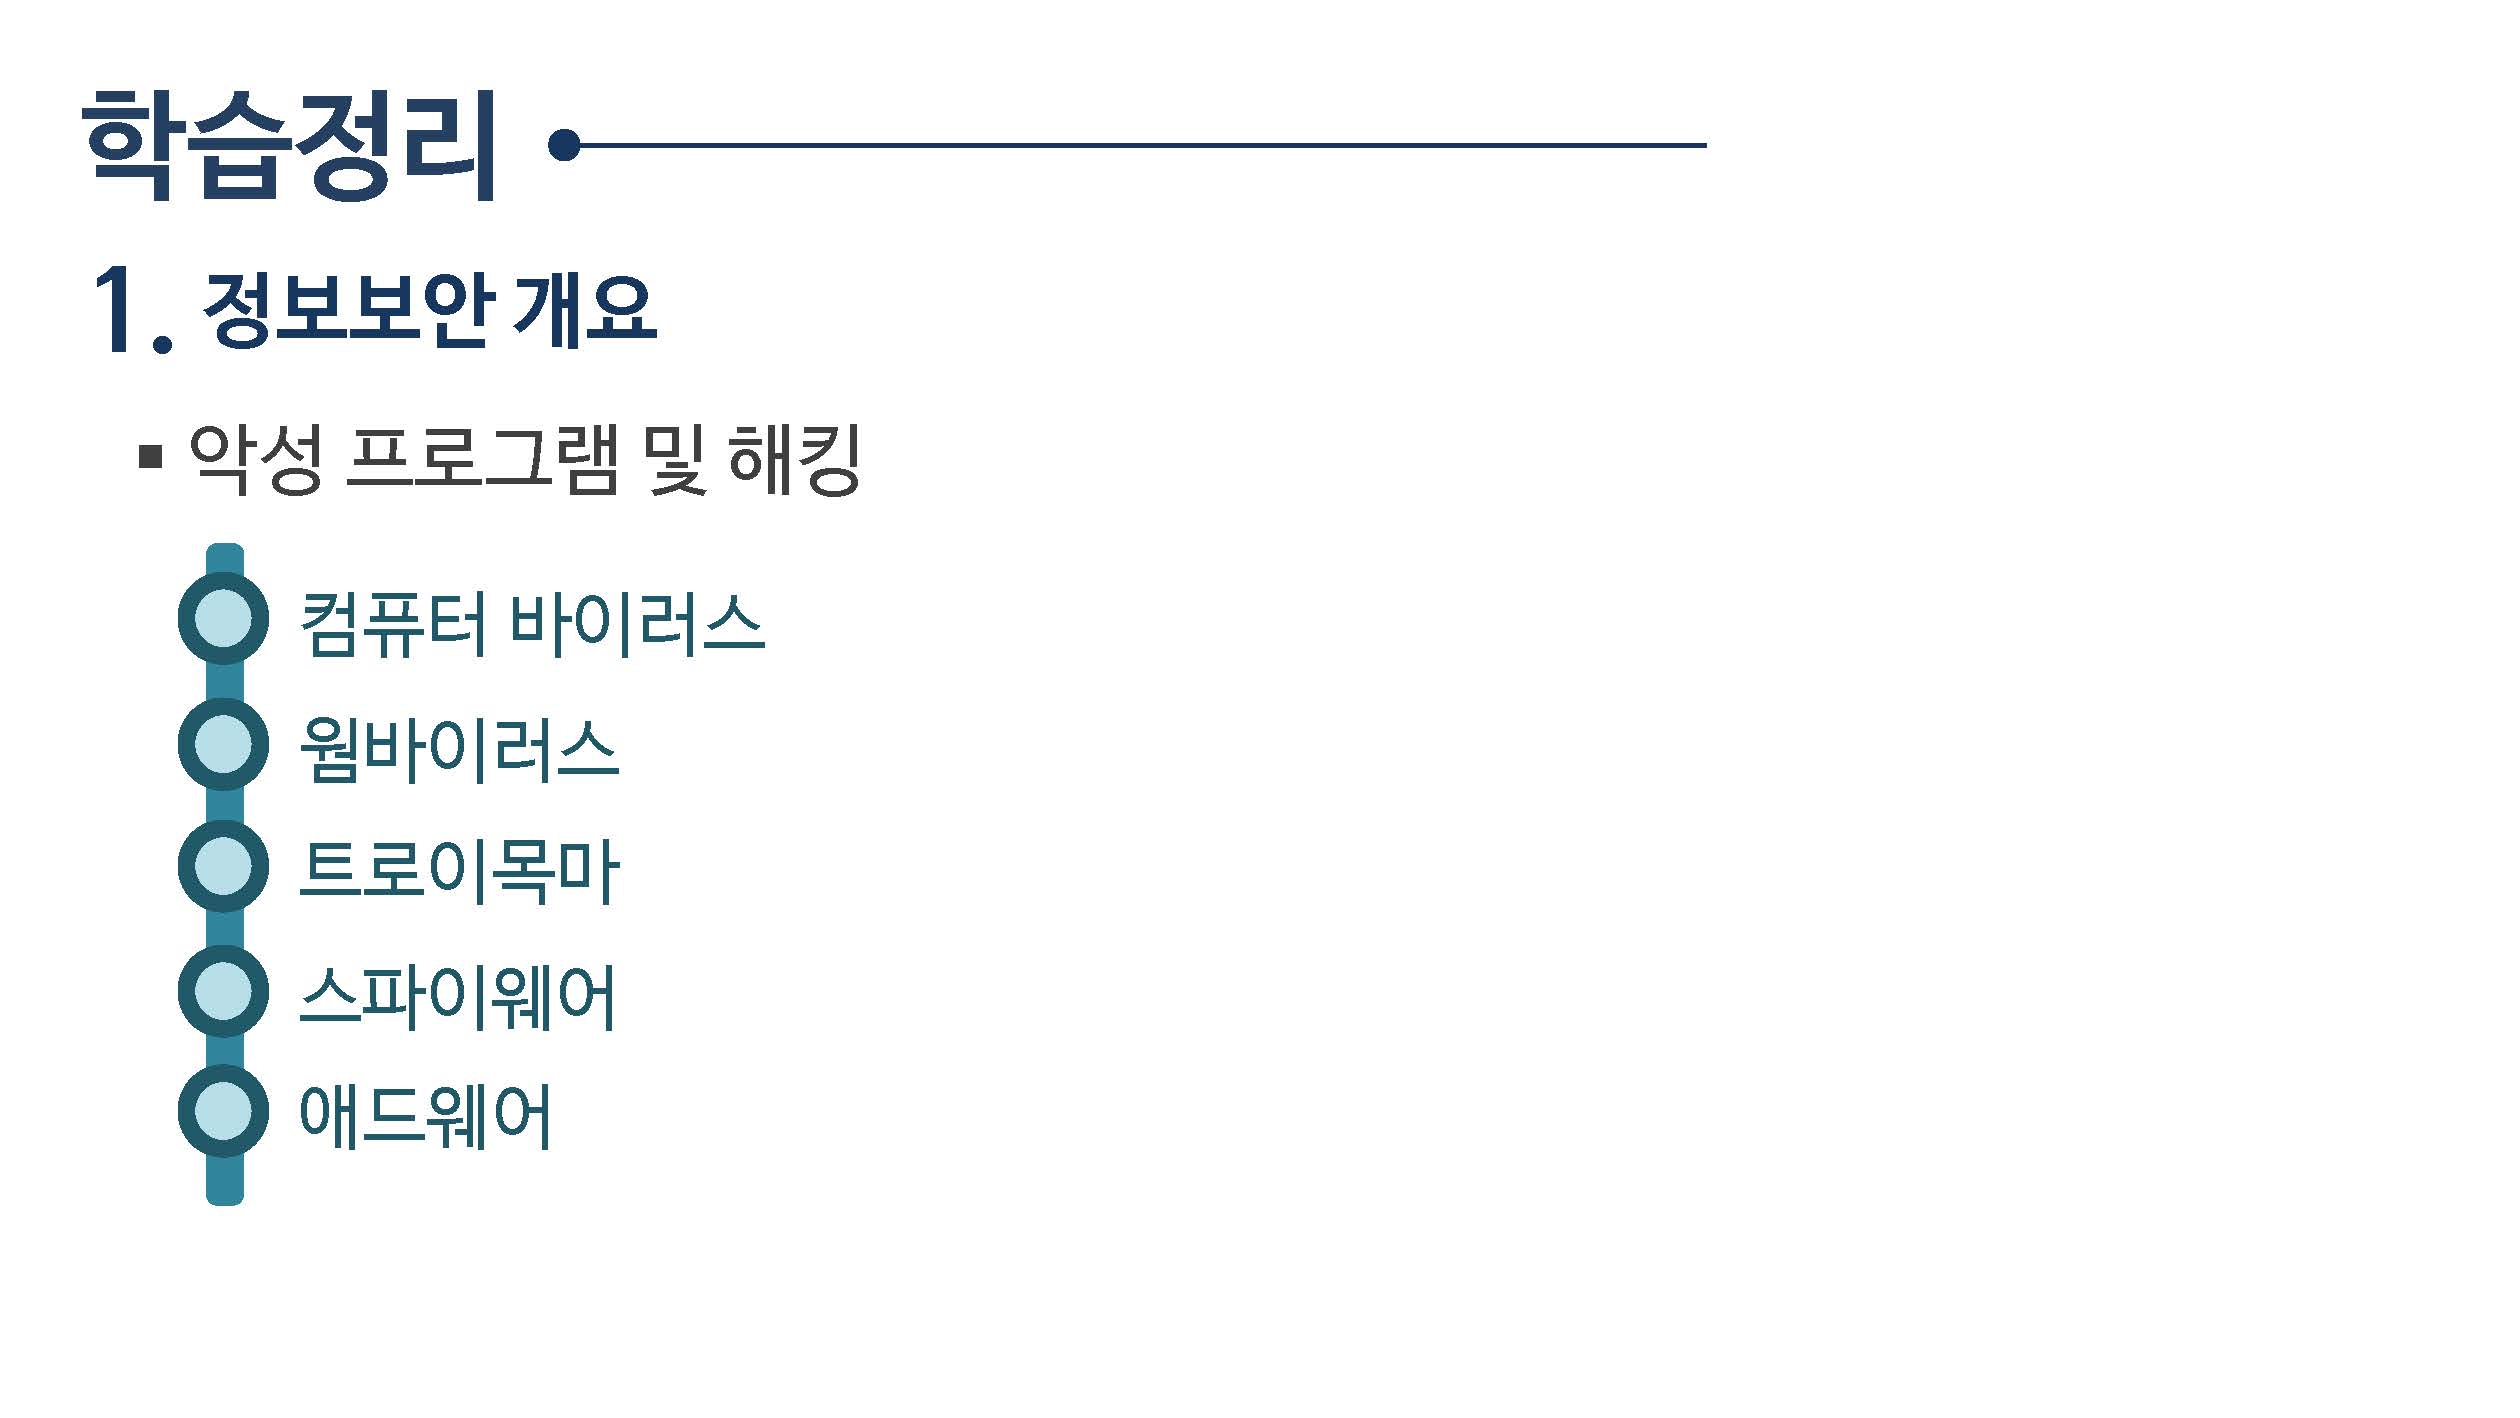 학습정리
1. 정보보안 개요
▪ 악성 프로그램 및 해킹
컴퓨터 바이러스
웜바이러스
트로이목마
스파이웨어
애드웨어